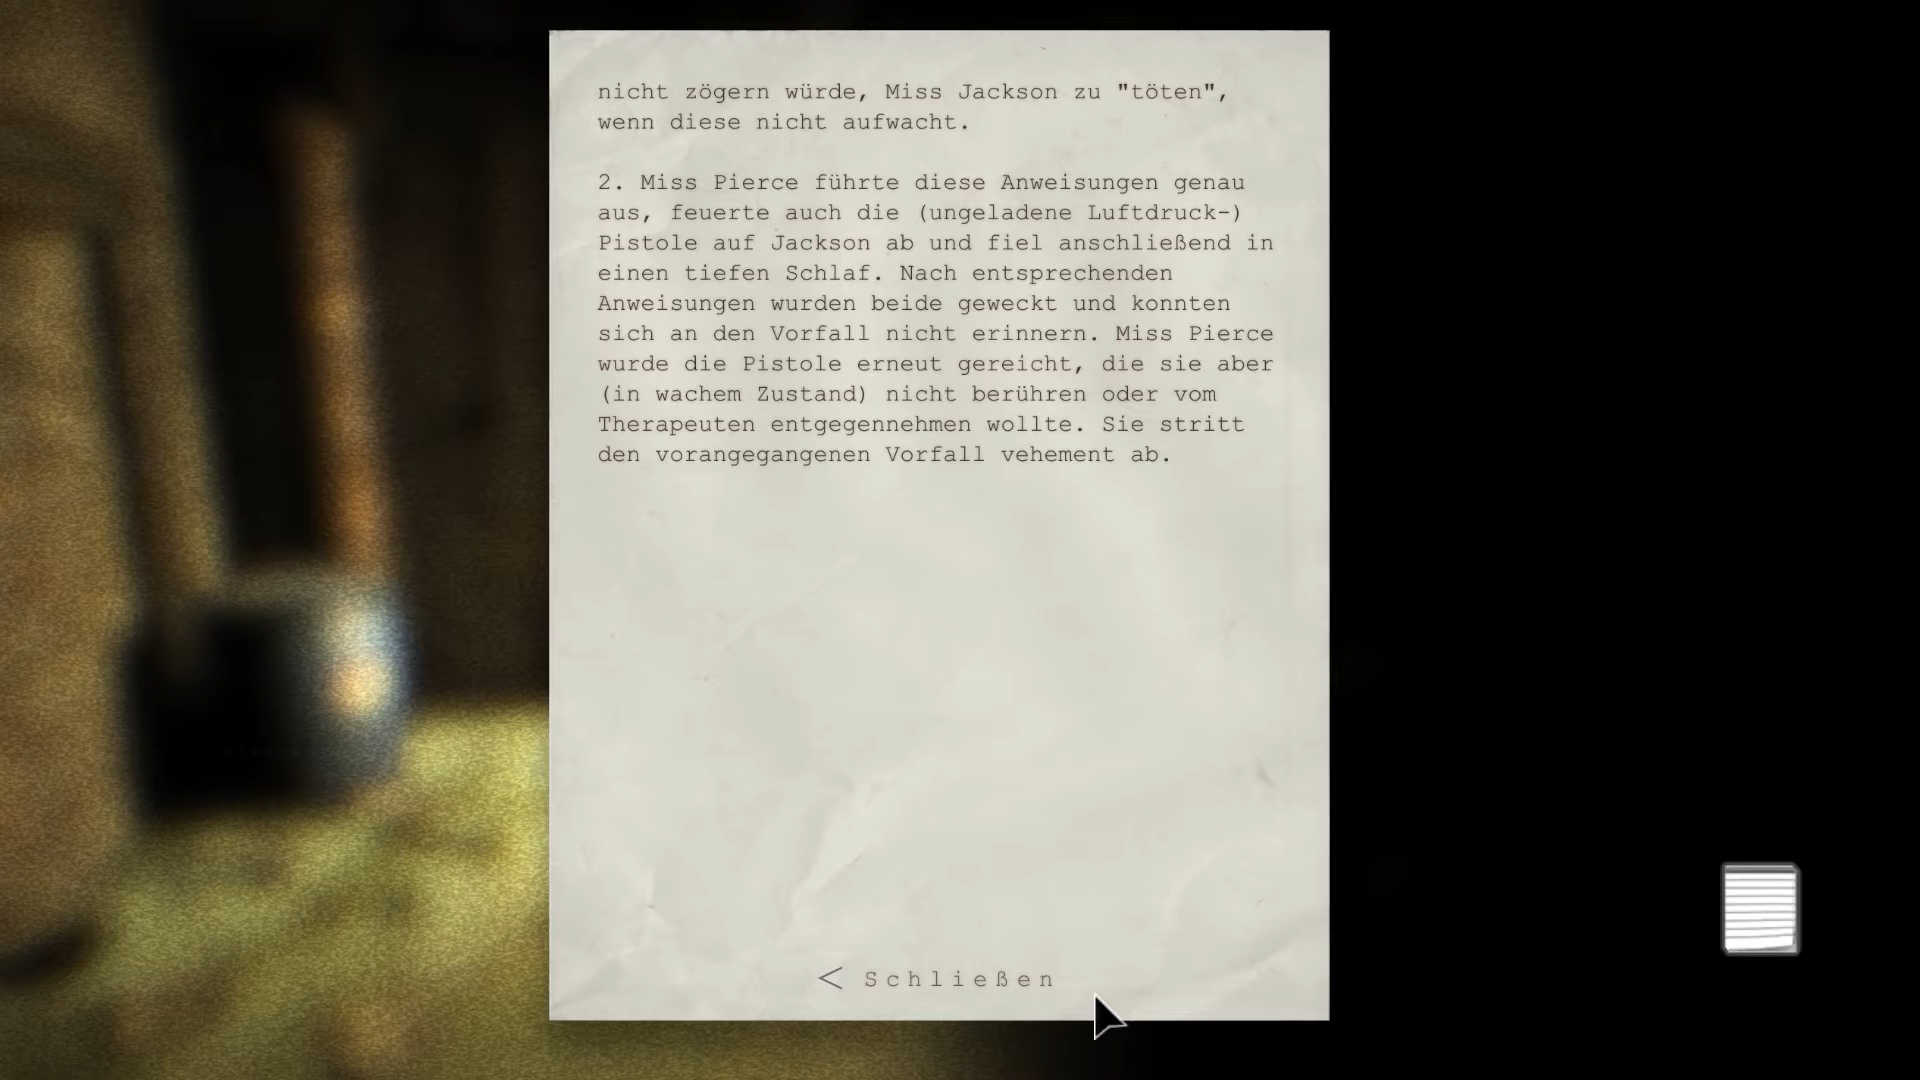 nicht zögern würde, Miss Jackson zu "töten",
wenn diese nicht aufwacht.
2. Miss Pierce führte diese Anweisungen genau
aus, feuerte auch die (ungeladene Luftdruck-)
Pistole auf Jackson ab und fiel anschließend in
einen tiefen Schlaf. Nach entsprechenden
Anweisungen wurden beide geweckt und konnten
sich an den Vorfall nicht erinnern. Miss Pierce
wurde die Pistole erneut gereicht, die sie aber
(in wachem Zustand) nicht berühren oder vom
Therapeuten entgegennehmen wollte. Sie stritt
den vorangegangenen Vorfall vehement ab.
< Schließen